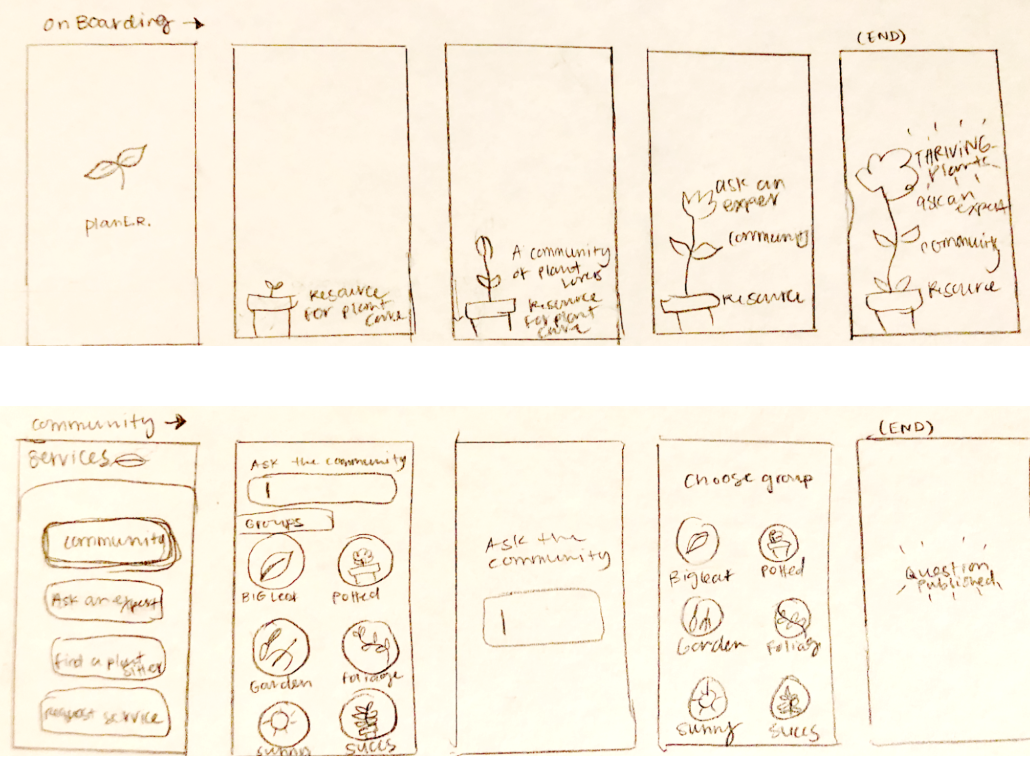 onBoarding →
planE.R.
Resource
for plant
care
A community
of plant
lovers
Resource
for plant
care
ask an
exper
community
Resource
(END)
THRIVING
plants
ask an
expert
community
Resource
community →
Services
community
Ask an expert
find a plant
sitter
Request service
Ask the community
Groups
BIG Leaf
Potted
Garden
Foliage
Sunny
Succs
Ask the
community
Choose group
Big leaf
Potted
Garden
Foliag
Sunny
Succs
(END)
Question
Published